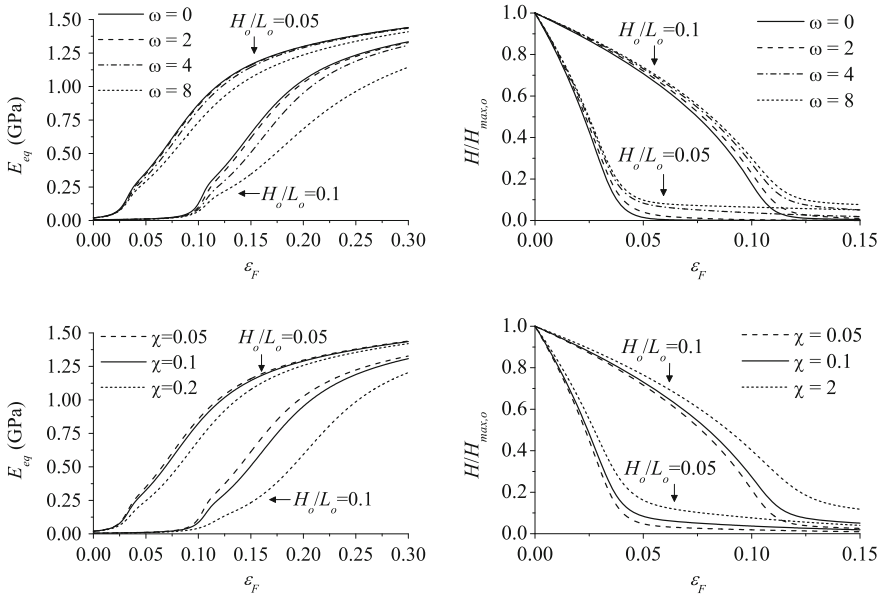 1.50
1.25
1.00
0.75
0.50
0.25
0.00
E_eq (GPa)
ω = 0
ω = 2
ω = 4
ω = 8
H_o/L_o=0.05
H_o/L_o=0.1
0.00 0.05 0.10 0.15 0.20 0.25 0.30
ε_F
1.0
0.8
0.6
0.4
0.2
0.0
H/H_max,o
H_o/L_o=0.1
H_o/L_o=0.05
ω = 0
ω = 2
ω = 4
ω = 8
0.00 0.05 0.10 0.15
ε_F
1.50
1.25
1.00
0.75
0.50
0.25
0.00
E_eq (GPa)
χ=0.05
χ=0.1
χ=0.2
H_o/L_o=0.05
H_o/L_o=0.1
0.00 0.05 0.10 0.15 0.20 0.25 0.30
ε_F
1.0
0.8
0.6
0.4
0.2
0.0
H/H_max,o
H_o/L_o=0.1
H_o/L_o=0.05
χ = 0.05
χ = 0.1
χ = 2
0.00 0.05 0.10 0.15
ε_F